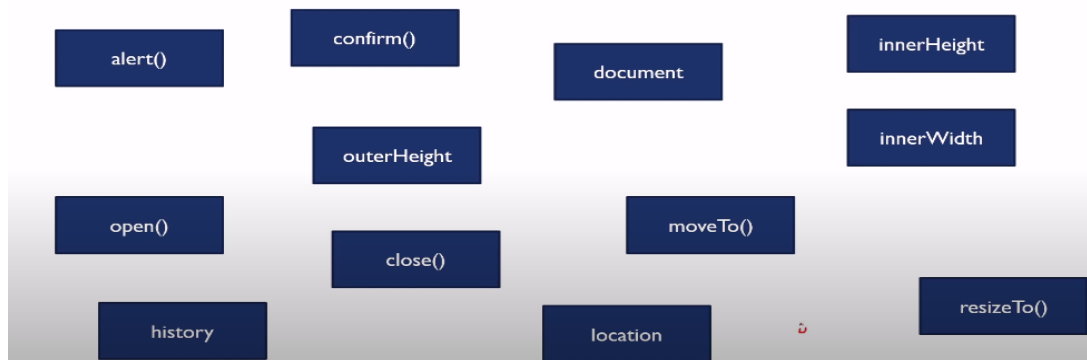 alert()
confirm()
document
innerHeight
innerWidth
outerHeight
open()
moveTo()
close()
resizeTo()
history
location